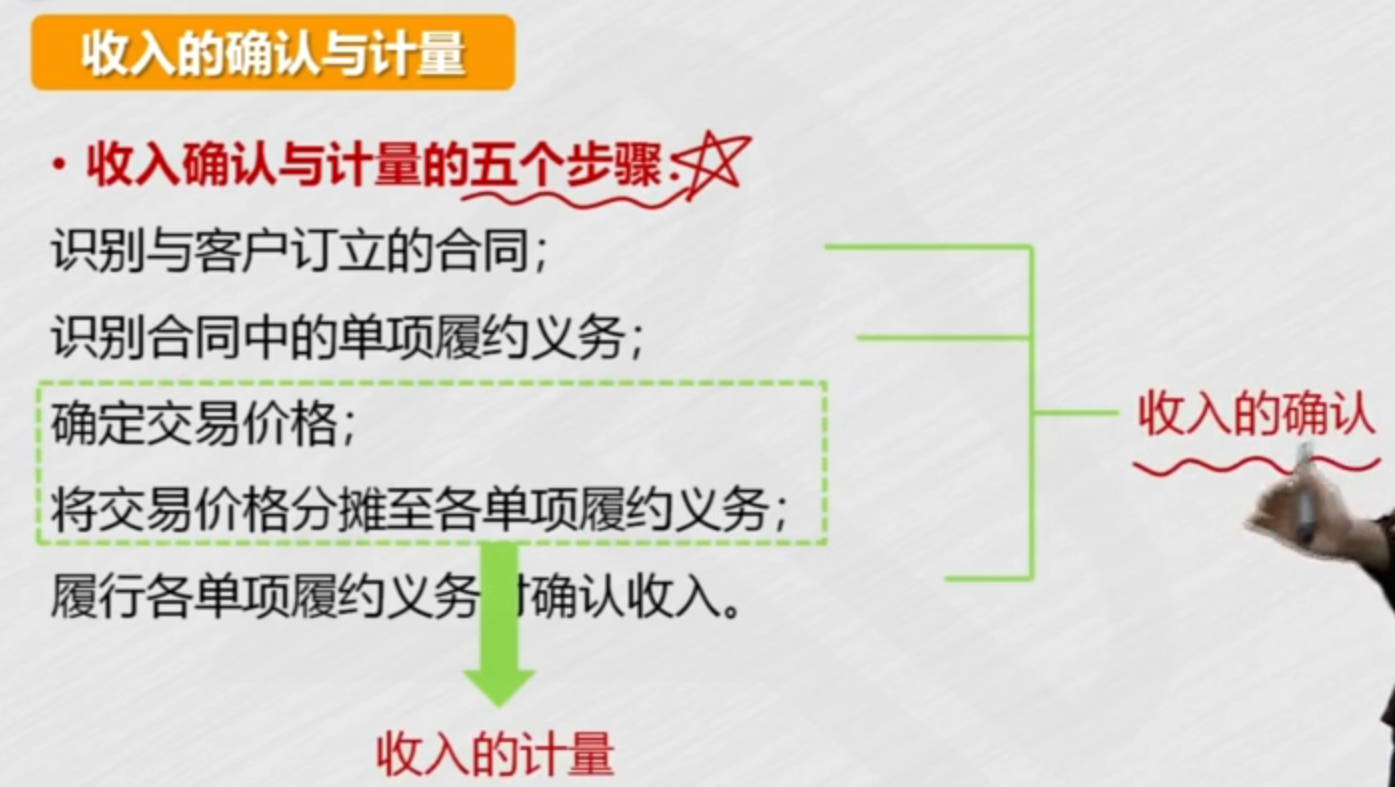 收入的确认与计量
• 收入确认与计量的五个步骤:
识别与客户订立的合同；
识别合同中的单项履约义务；
确定交易价格；
收入的确认
将交易价格分摊至各单项履约义务；
履行各单项履约义务 确认收入。
收入的计量